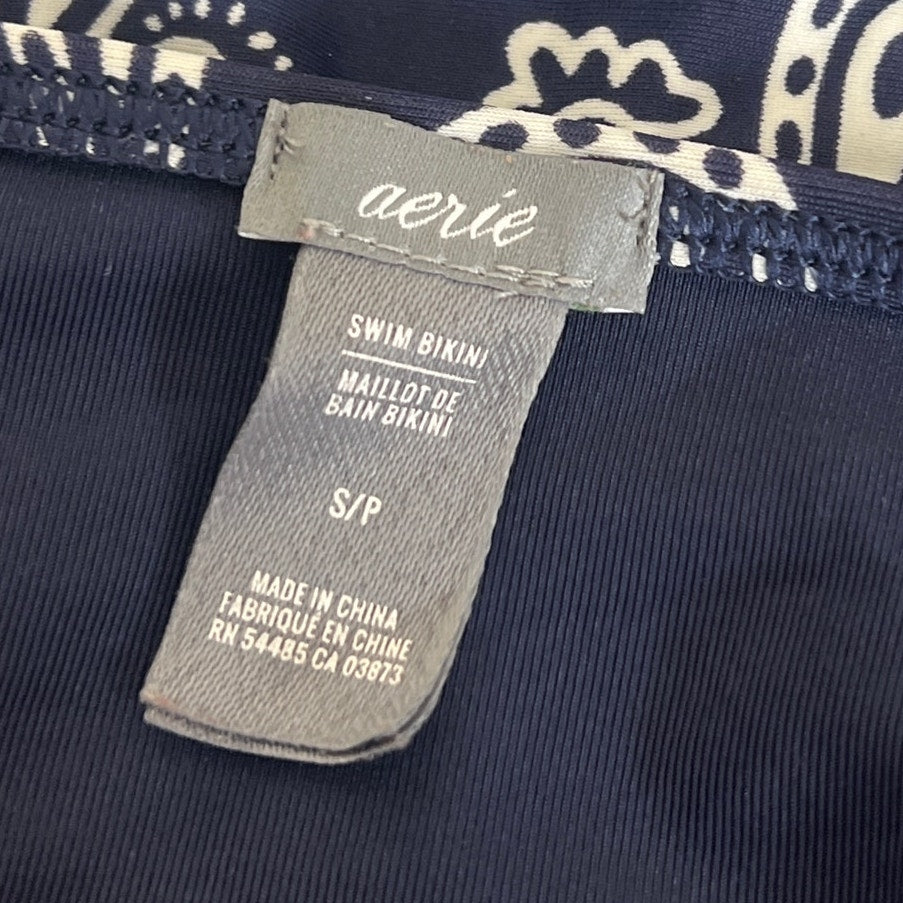 aerie
SWIM BIKINI
MAILLOT DE
BAIN BIKINI
S/P
MADE IN CHINA
FABRIQUÉ EN CHINE
RN 54485 CA 03873